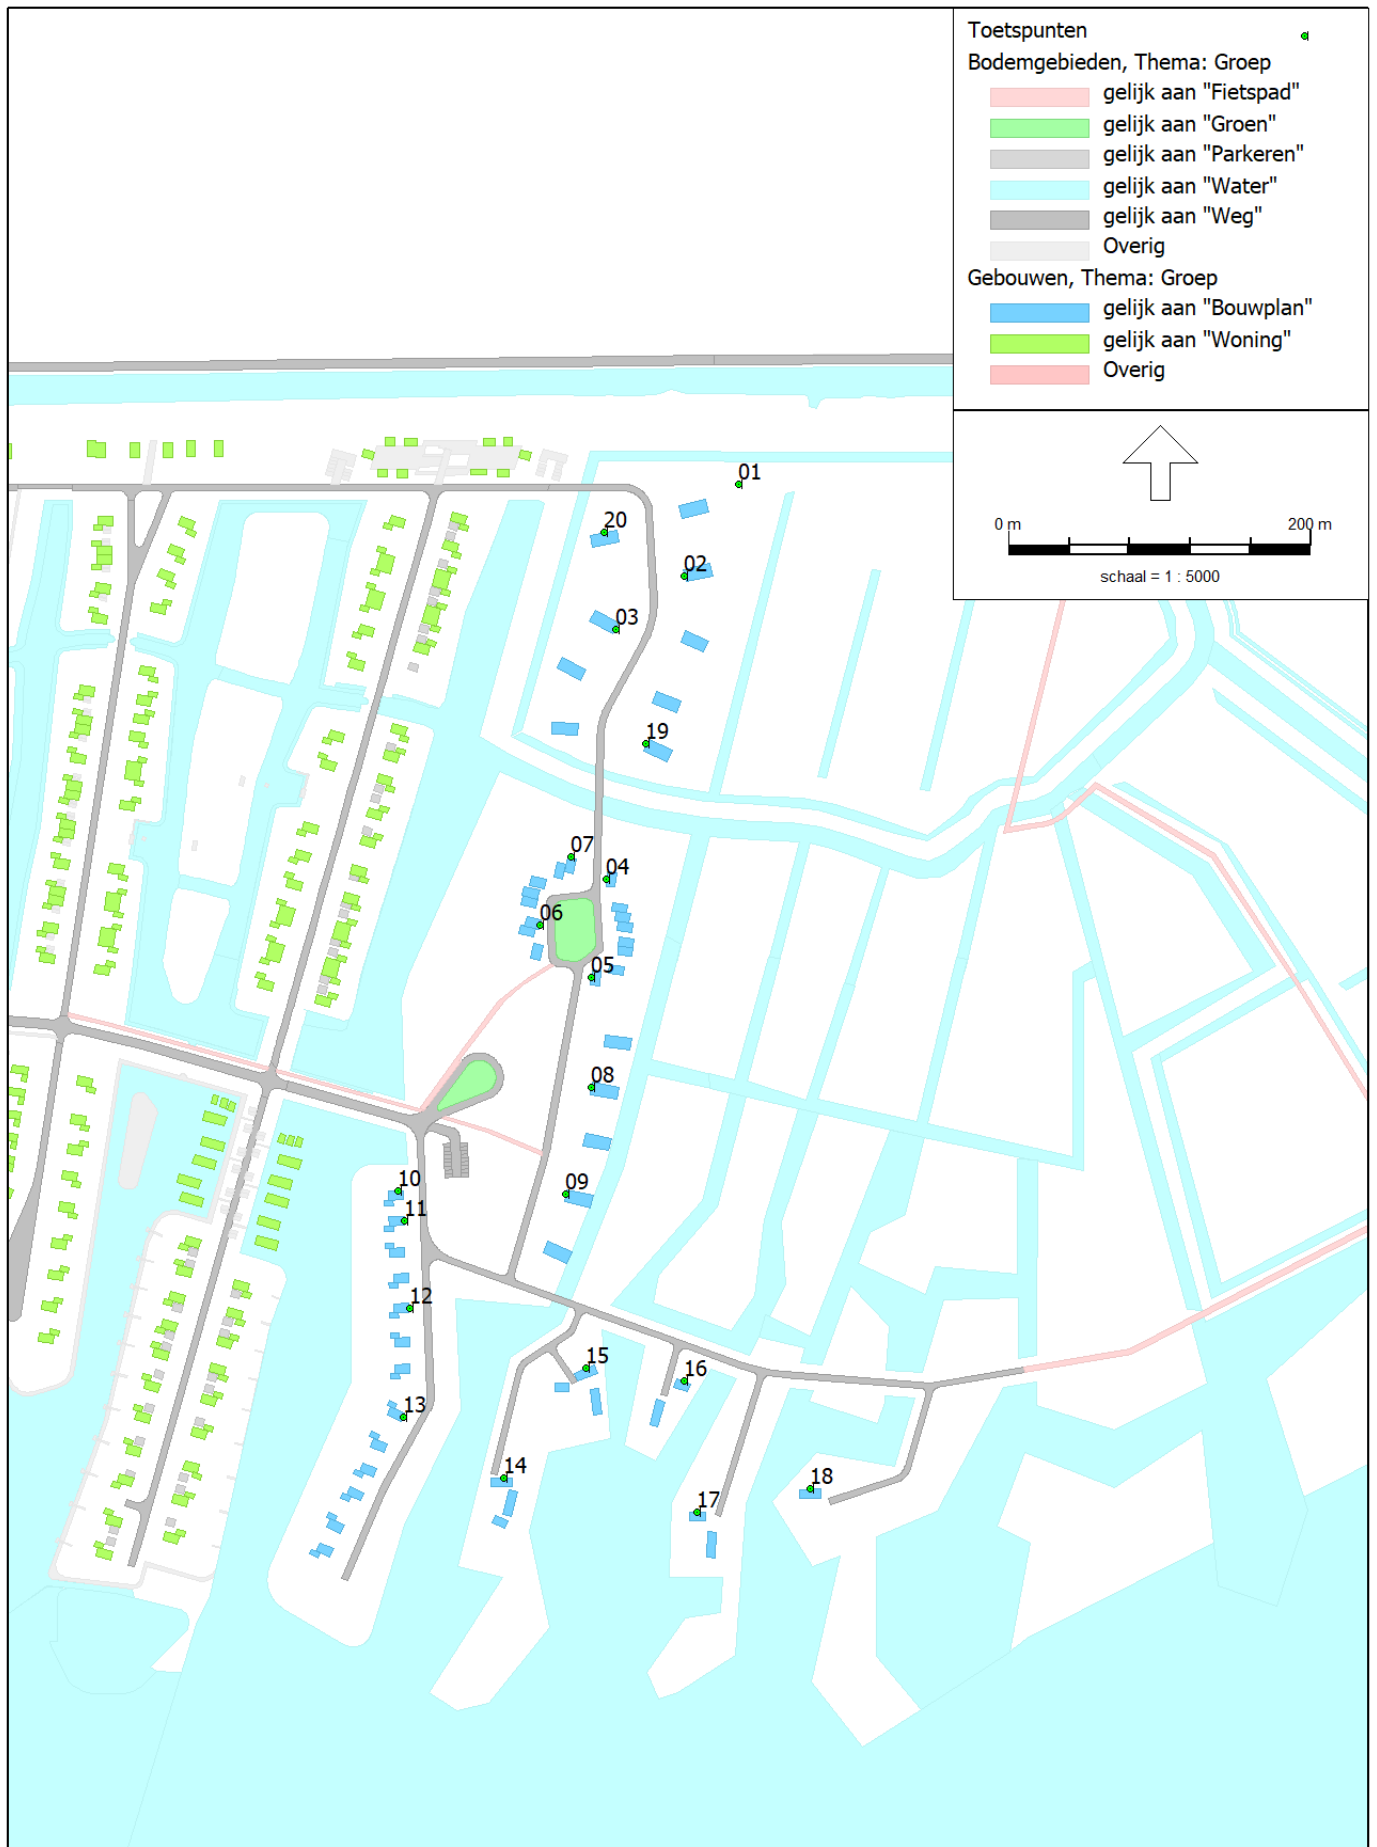 Toetspunten
Bodemgebieden, Thema: Groep
gelijk aan "Fietspad"
gelijk aan "Groen"
gelijk aan "Parkeren"
gelijk aan "Water"
gelijk aan "Weg"
Overig
Gebouwen, Thema: Groep
gelijk aan "Bouwplan"
gelijk aan "Woning"
Overig
0 m 200 m
schaal = 1 : 5000
01
20
02
03
19
07
04
06
05
08
09
10
11
12
15
16
13
14
18
17